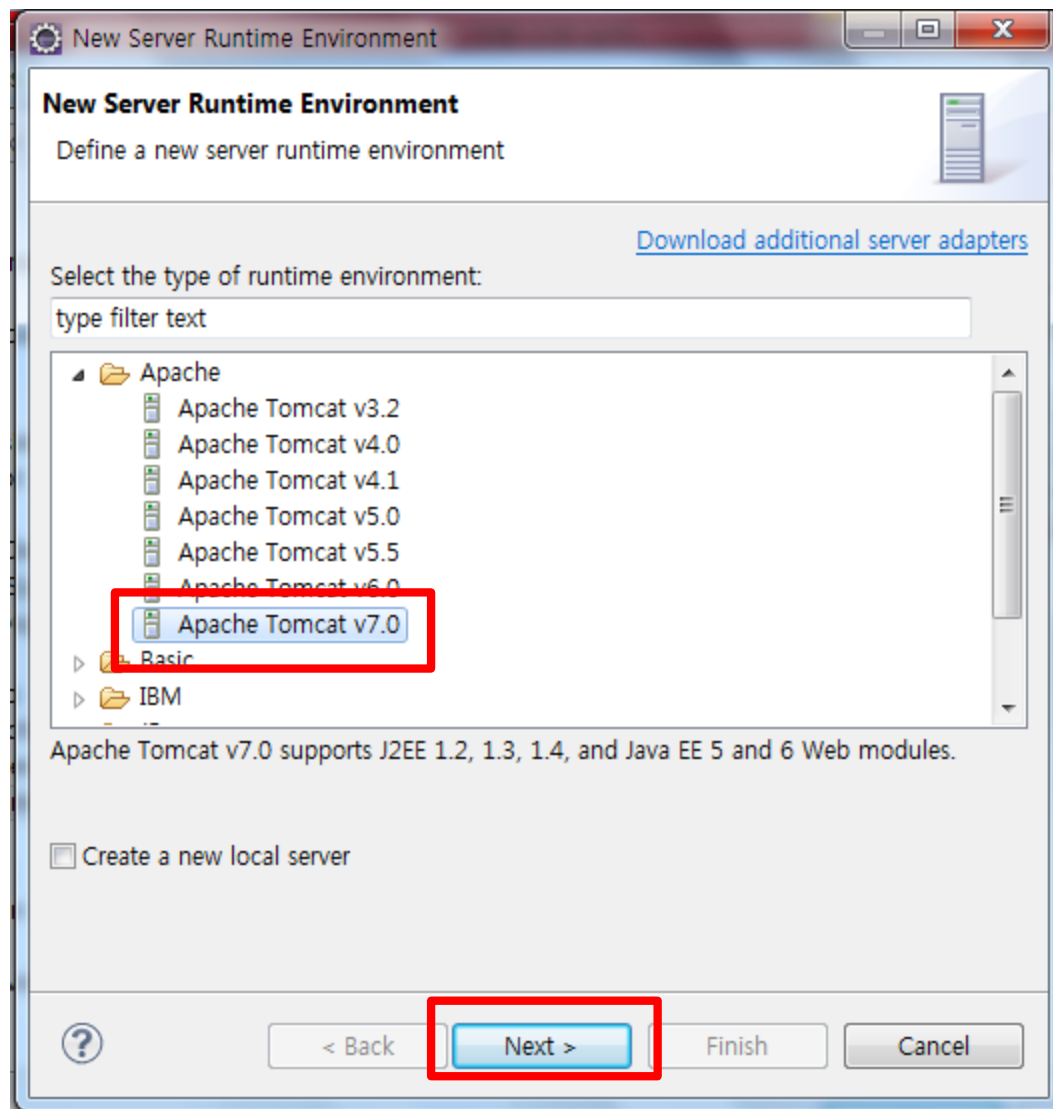 New Server Runtime Environment
New Server Runtime Environment
Define a new server runtime environment
Download additional server adapters
Select the type of runtime environment:
type filter text
Apache
Apache Tomcat v3.2
Apache Tomcat v4.0
Apache Tomcat v4.1
Apache Tomcat v5.0
Apache Tomcat v5.5
Apache Tomcat v6.0
Apache Tomcat v7.0
Basic
IBM
Apache Tomcat v7.0 supports J2EE 1.2, 1.3, 1.4, and Java EE 5 and 6 Web modules.
Create a new local server
? < Back Next > Finish Cancel